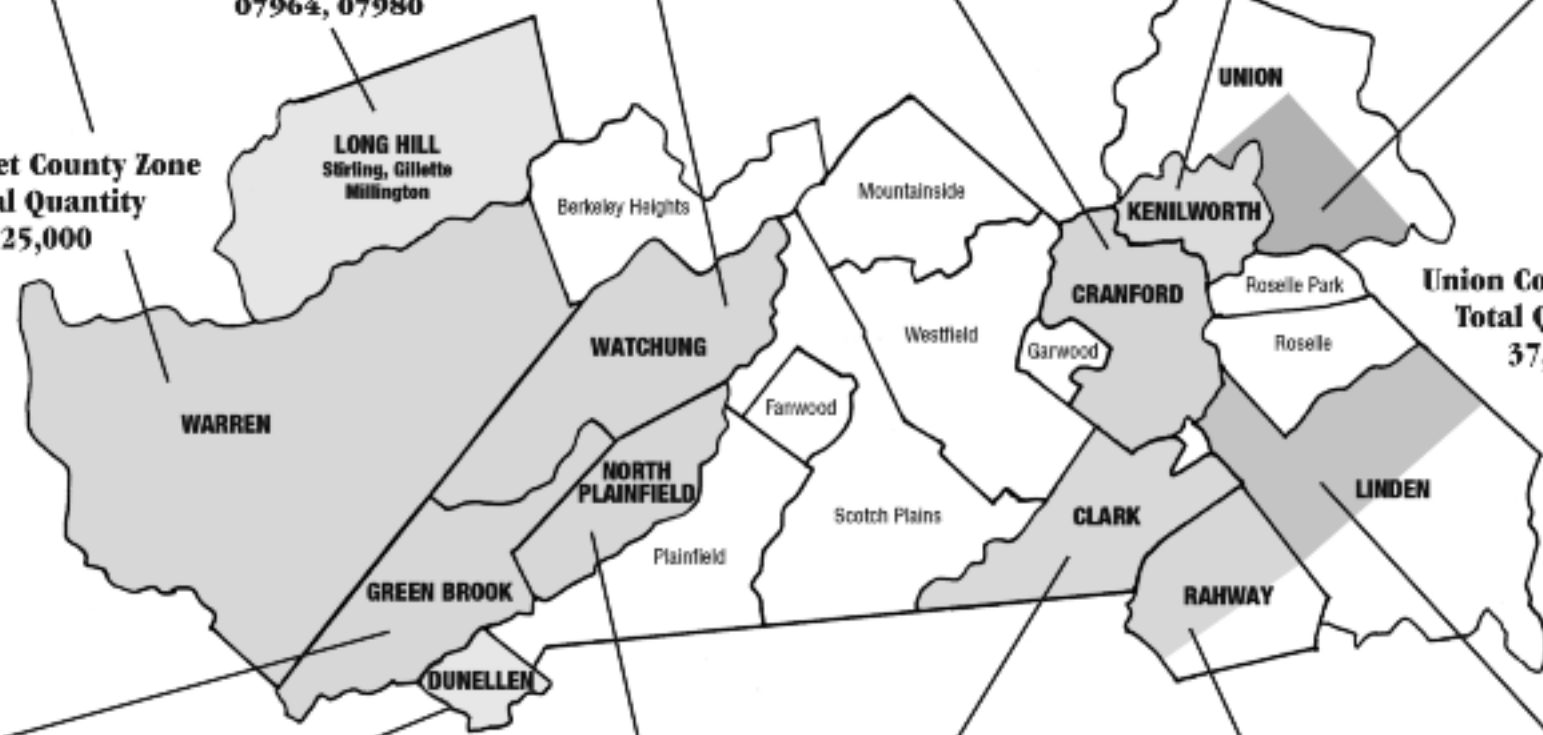 07964, 07980
UNION
LONG HILL
Stirling, Gillette
Millington
et County Zone
al Quantity
25,000
Berkeley Heights
Mountainside
KENILWORTH
CRANFORD
Roselle Park
Union Co
Total Q
37,
WATCHUNG
Westfield
Garwood
Roselle
WARREN
Fanwood
NORTH
PLAINFIELD
Scotch Plains
CLARK
LINDEN
Plainfield
GREEN BROOK
RAHWAY
DUNELLEN